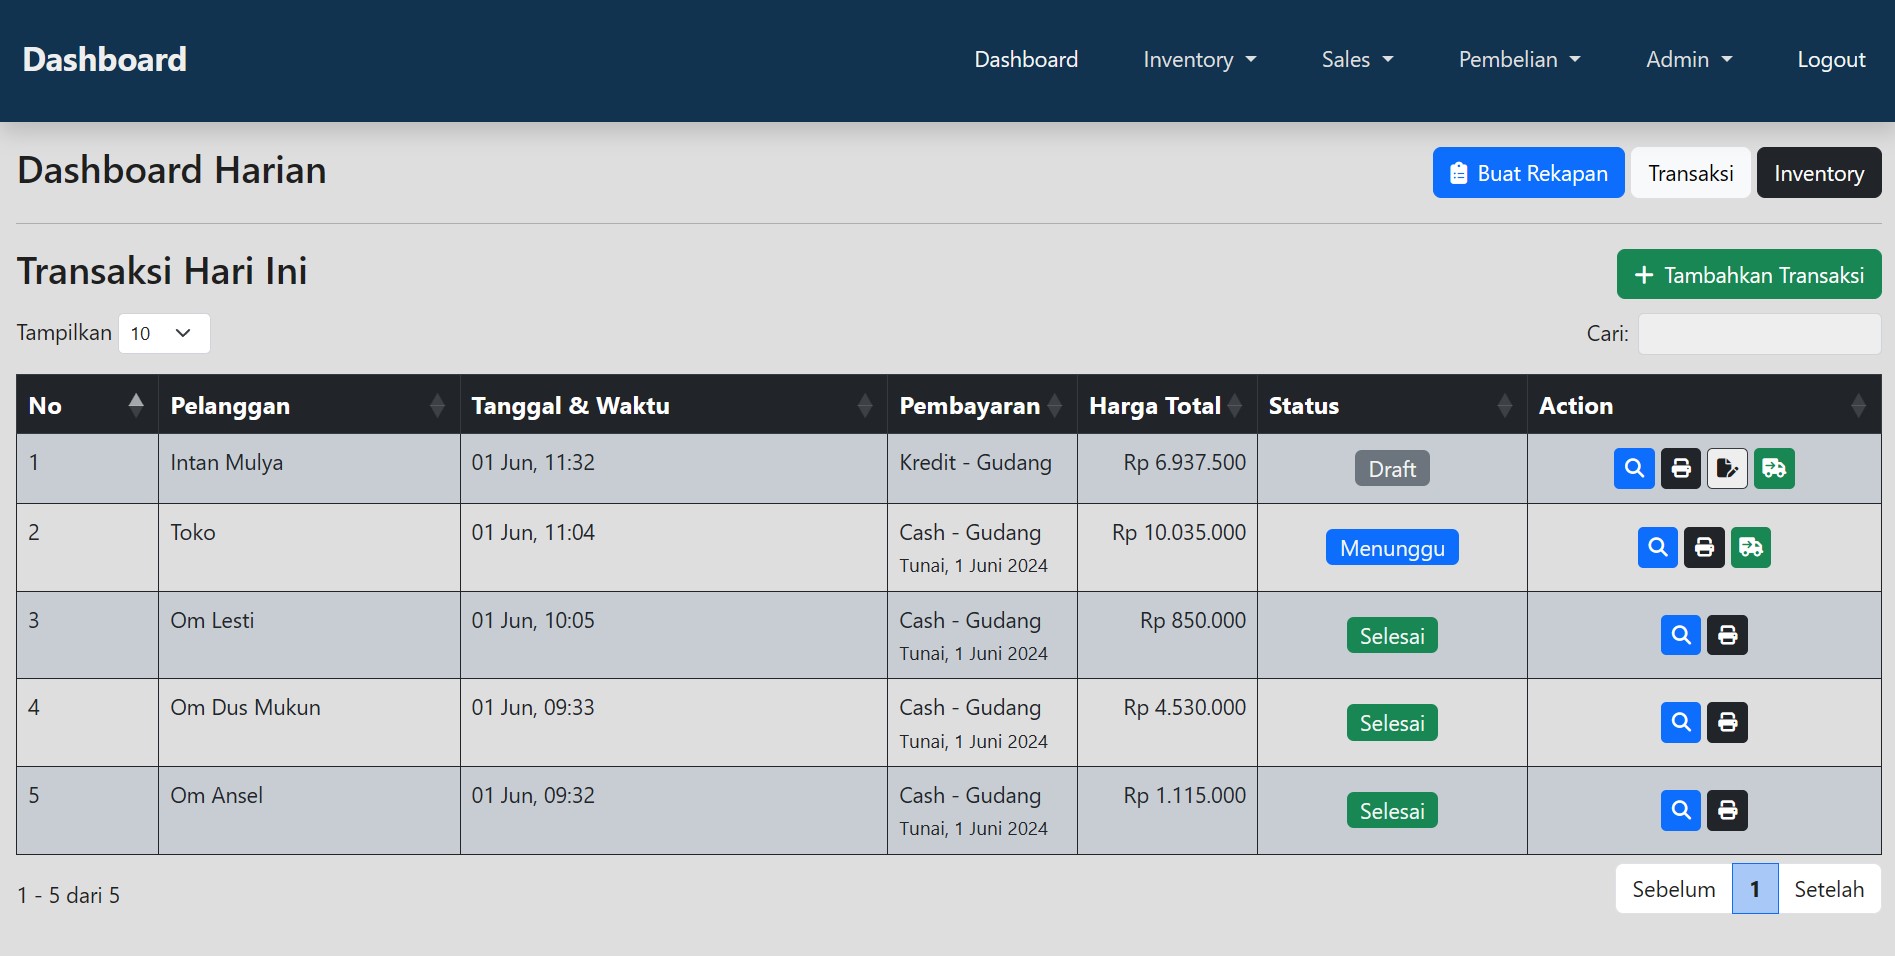 Dashboard
Dashboard Inventory Sales Pembelian Admin Logout
Dashboard Harian
Buat Rekapan Transaksi Inventory
Transaksi Hari Ini
Tambahkan Transaksi
Tampilkan 10
Cari:
No Pelanggan Tanggal & Waktu Pembayaran Harga Total Status Action
1 Intan Mulya 01 Jun, 11:32 Kredit - Gudang Rp 6.937.500 Draft
2 Toko 01 Jun, 11:04 Cash - Gudang Rp 10.035.000 Menunggu
Tunai, 1 Juni 2024
3 Om Lesti 01 Jun, 10:05 Cash - Gudang Rp 850.000 Selesai
Tunai, 1 Juni 2024
4 Om Dus Mukun 01 Jun, 09:33 Cash - Gudang Rp 4.530.000 Selesai
Tunai, 1 Juni 2024
5 Om Ansel 01 Jun, 09:32 Cash - Gudang Rp 1.115.000 Selesai
Tunai, 1 Juni 2024
1 - 5 dari 5
Sebelum 1 Setelah